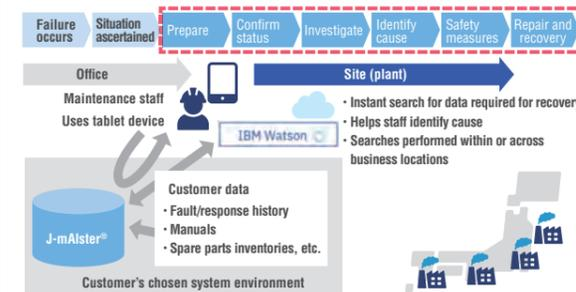 Failure
occurs
Situation
ascertained
Prepare
Confirm
status
Investigate
Identify
cause
Safety
measures
Repair and
recovery
Office
Site (plant)
Maintenance staff
Uses tablet device
IBM Watson
· Instant search for data required for recover
· Helps staff identify cause
· Searches performed within or across
business locations
Customer data
· Fault/response history
· Manuals
· Spare parts inventories, etc.
J-mAIster®
Customer's chosen system environment